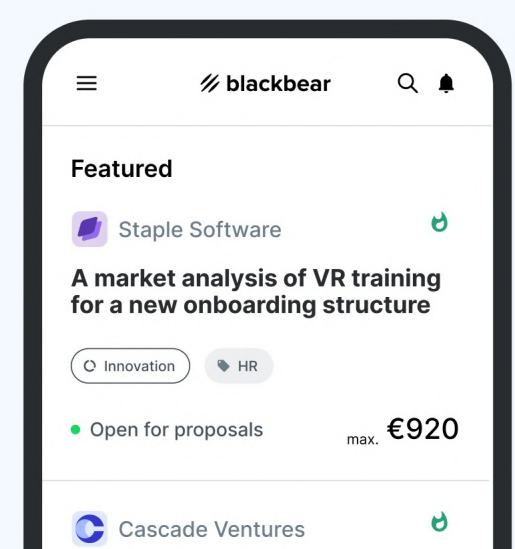 blackbear
Featured
Staple Software
A market analysis of VR training
for a new onboarding structure
Innovation
HR
Open for proposals
max. €920
Cascade Ventures